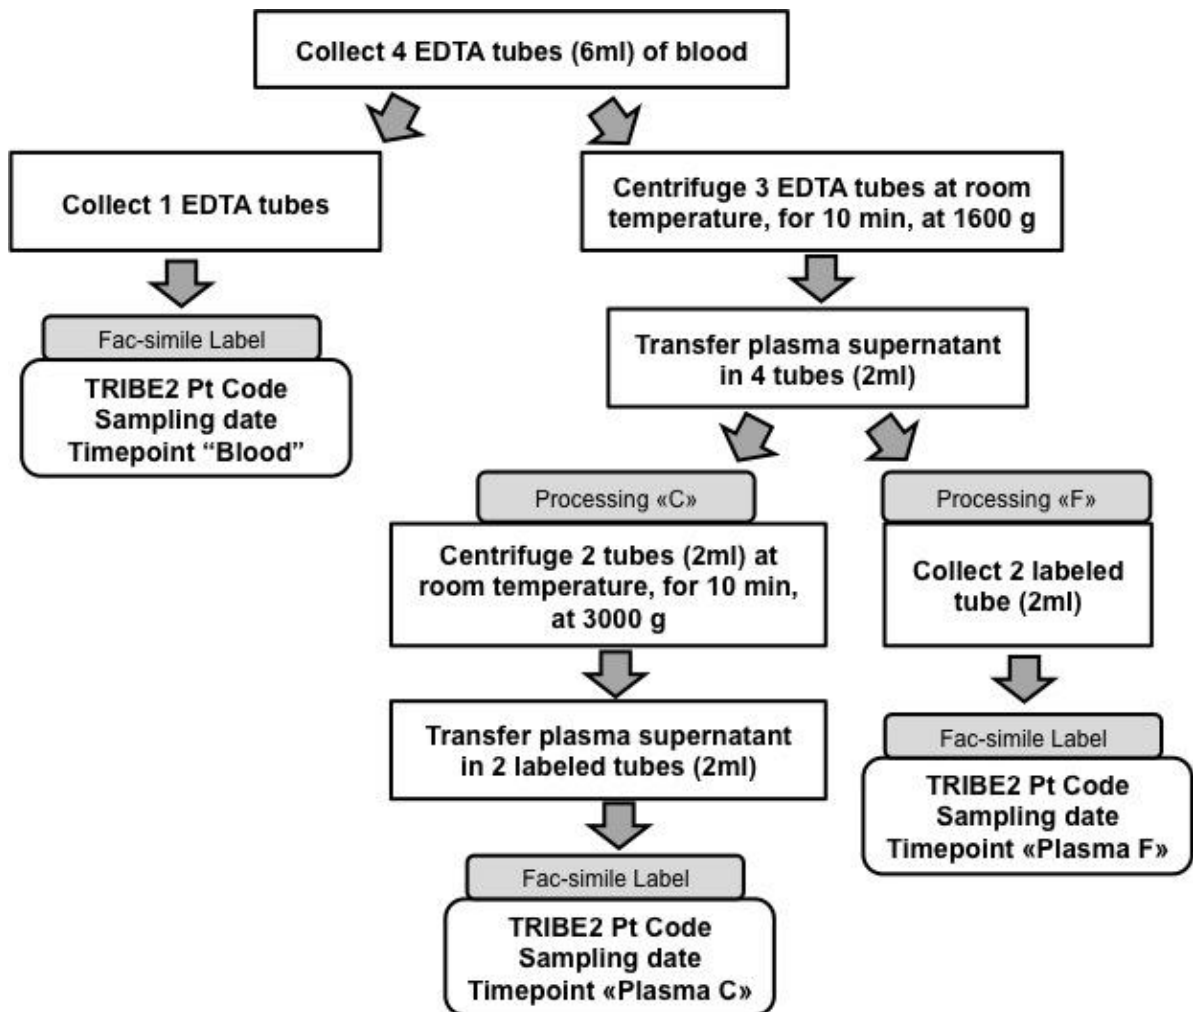 Collect 4 EDTA tubes (6ml) of blood
Collect 1 EDTA tubes
Centrifuge 3 EDTA tubes at room
temperature, for 10 min, at 1600 g
Fac-simile Label
TRIBE2 Pt Code
Sampling date
Timepoint “Blood”
Transfer plasma supernatant
in 4 tubes (2ml)
Processing «C»
Centrifuge 2 tubes (2ml) at
room temperature, for 10 min,
at 3000 g
Processing «F»
Collect 2 labeled
tube (2ml)
Transfer plasma supernatant
in 2 labeled tubes (2ml)
Fac-simile Label
TRIBE2 Pt Code
Sampling date
Timepoint «Plasma F»
Fac-simile Label
TRIBE2 Pt Code
Sampling date
Timepoint «Plasma C»